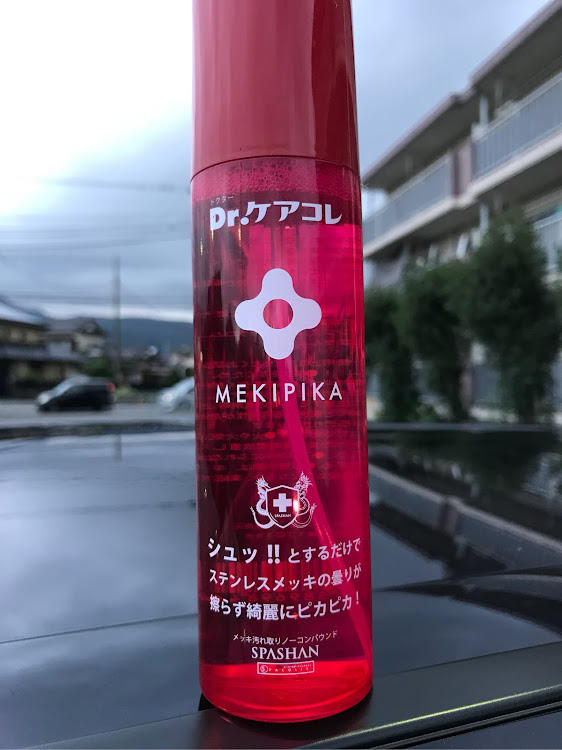 ドクター
Dr.ケアコレ
MEKIPIKA
SPASHAN
シュッ!!とするだけで
ステンレスメッキの曇りが
擦らず綺麗にピカピカ!
メッキ汚れ取りノーコンパウンド
SPASHAN